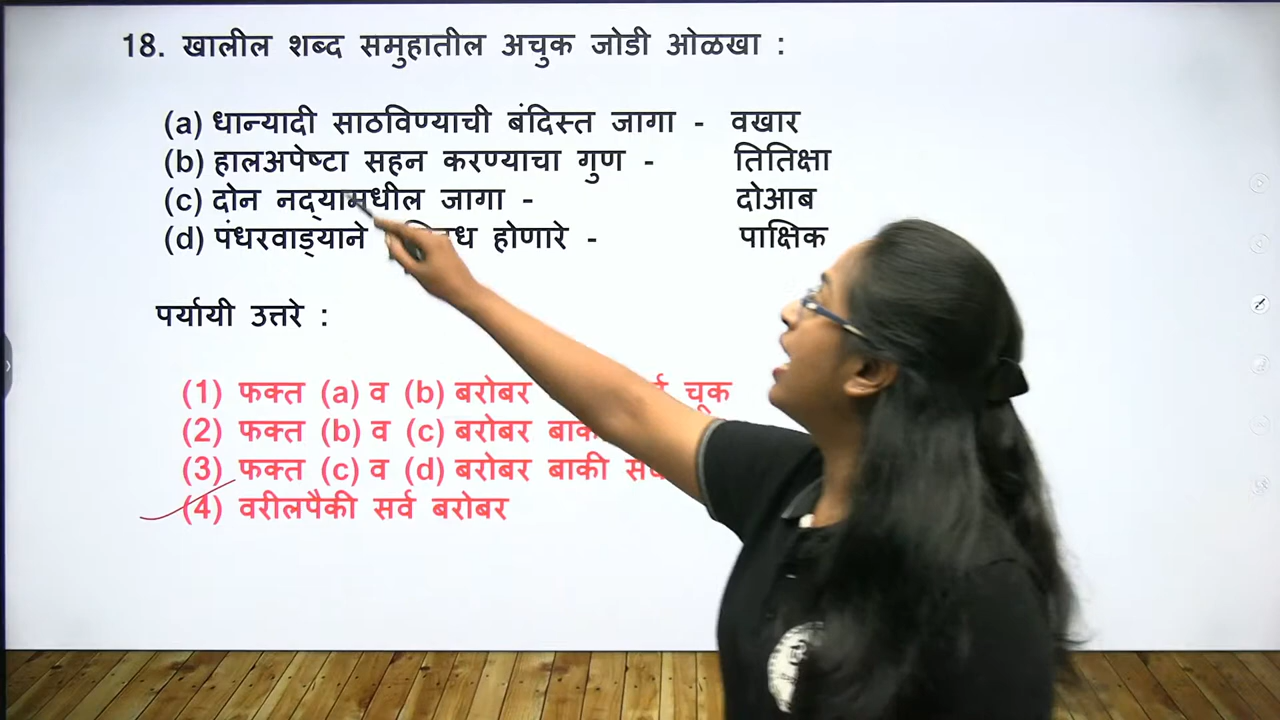 18. खालील शब्द समुहातील अचुक जोडी ओळखा :
(a) धान्यादी साठविण्याची बंदिस्त जागा - वखार
(b) हालअपेष्टा सहन करण्याचा गुण - तितिक्षा
(c) दोन नद्यामधील जागा - दोआब
(d) पंधरवाड्याने होणारे - पाक्षिक
पर्यायी उत्तरे :
(1) फक्त (a) व (b) बरोबर चूक
(2) फक्त (b) व (c) बरोबर
(3) फक्त (c) व (d) बरोबर बाकी
(4) वरीलपैकी सर्व बरोबर